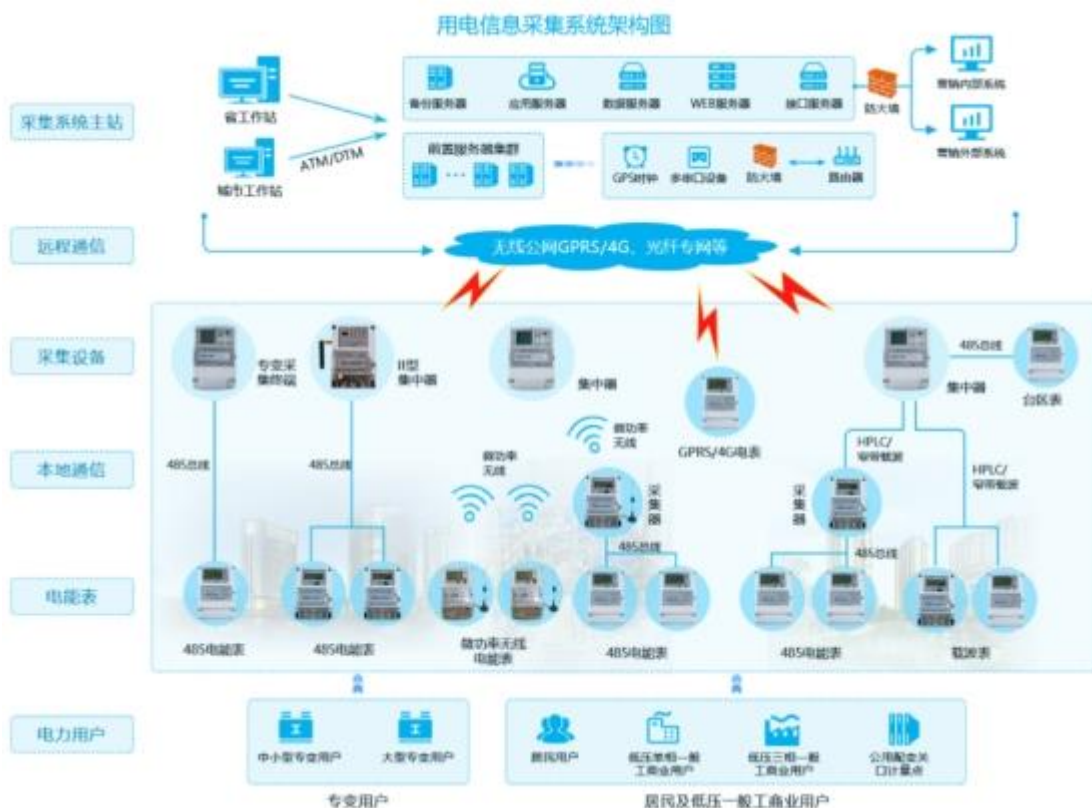 用电信息采集系统架构图
采集系统主站
省工作站
城市工作站
ATM/DTM
备份服务器
应用服务器
数据服务器
WEB服务器
接口服务器
防火墙
营销内部系统
营销外部系统
前置服务器集群
GPS时钟
多串口设备
防火墙
路由器
远程通信
无线公网GPRS/4G、光纤专网等
采集设备
专变采
集终端
II型
集中器
集中器
GPRS/4G电表
集中器
485总线
台区表
本地通信
485总线
485总线
微功率
无线
微功率
无线
采集器
485总线
HPLC/
窄带载波
HPLC/
窄带载波
采集器
485总线
电能表
485电能表
485电能表
微功率无线
电能表
485电能表
485电能表
载波表
电力用户
中小型专变用户
大型专变用户
专变用户
居民用户
低压单相一般
工商业用户
低压三相一般
工商业用户
公用配变关
口计量点
居民及低压一般工商业用户